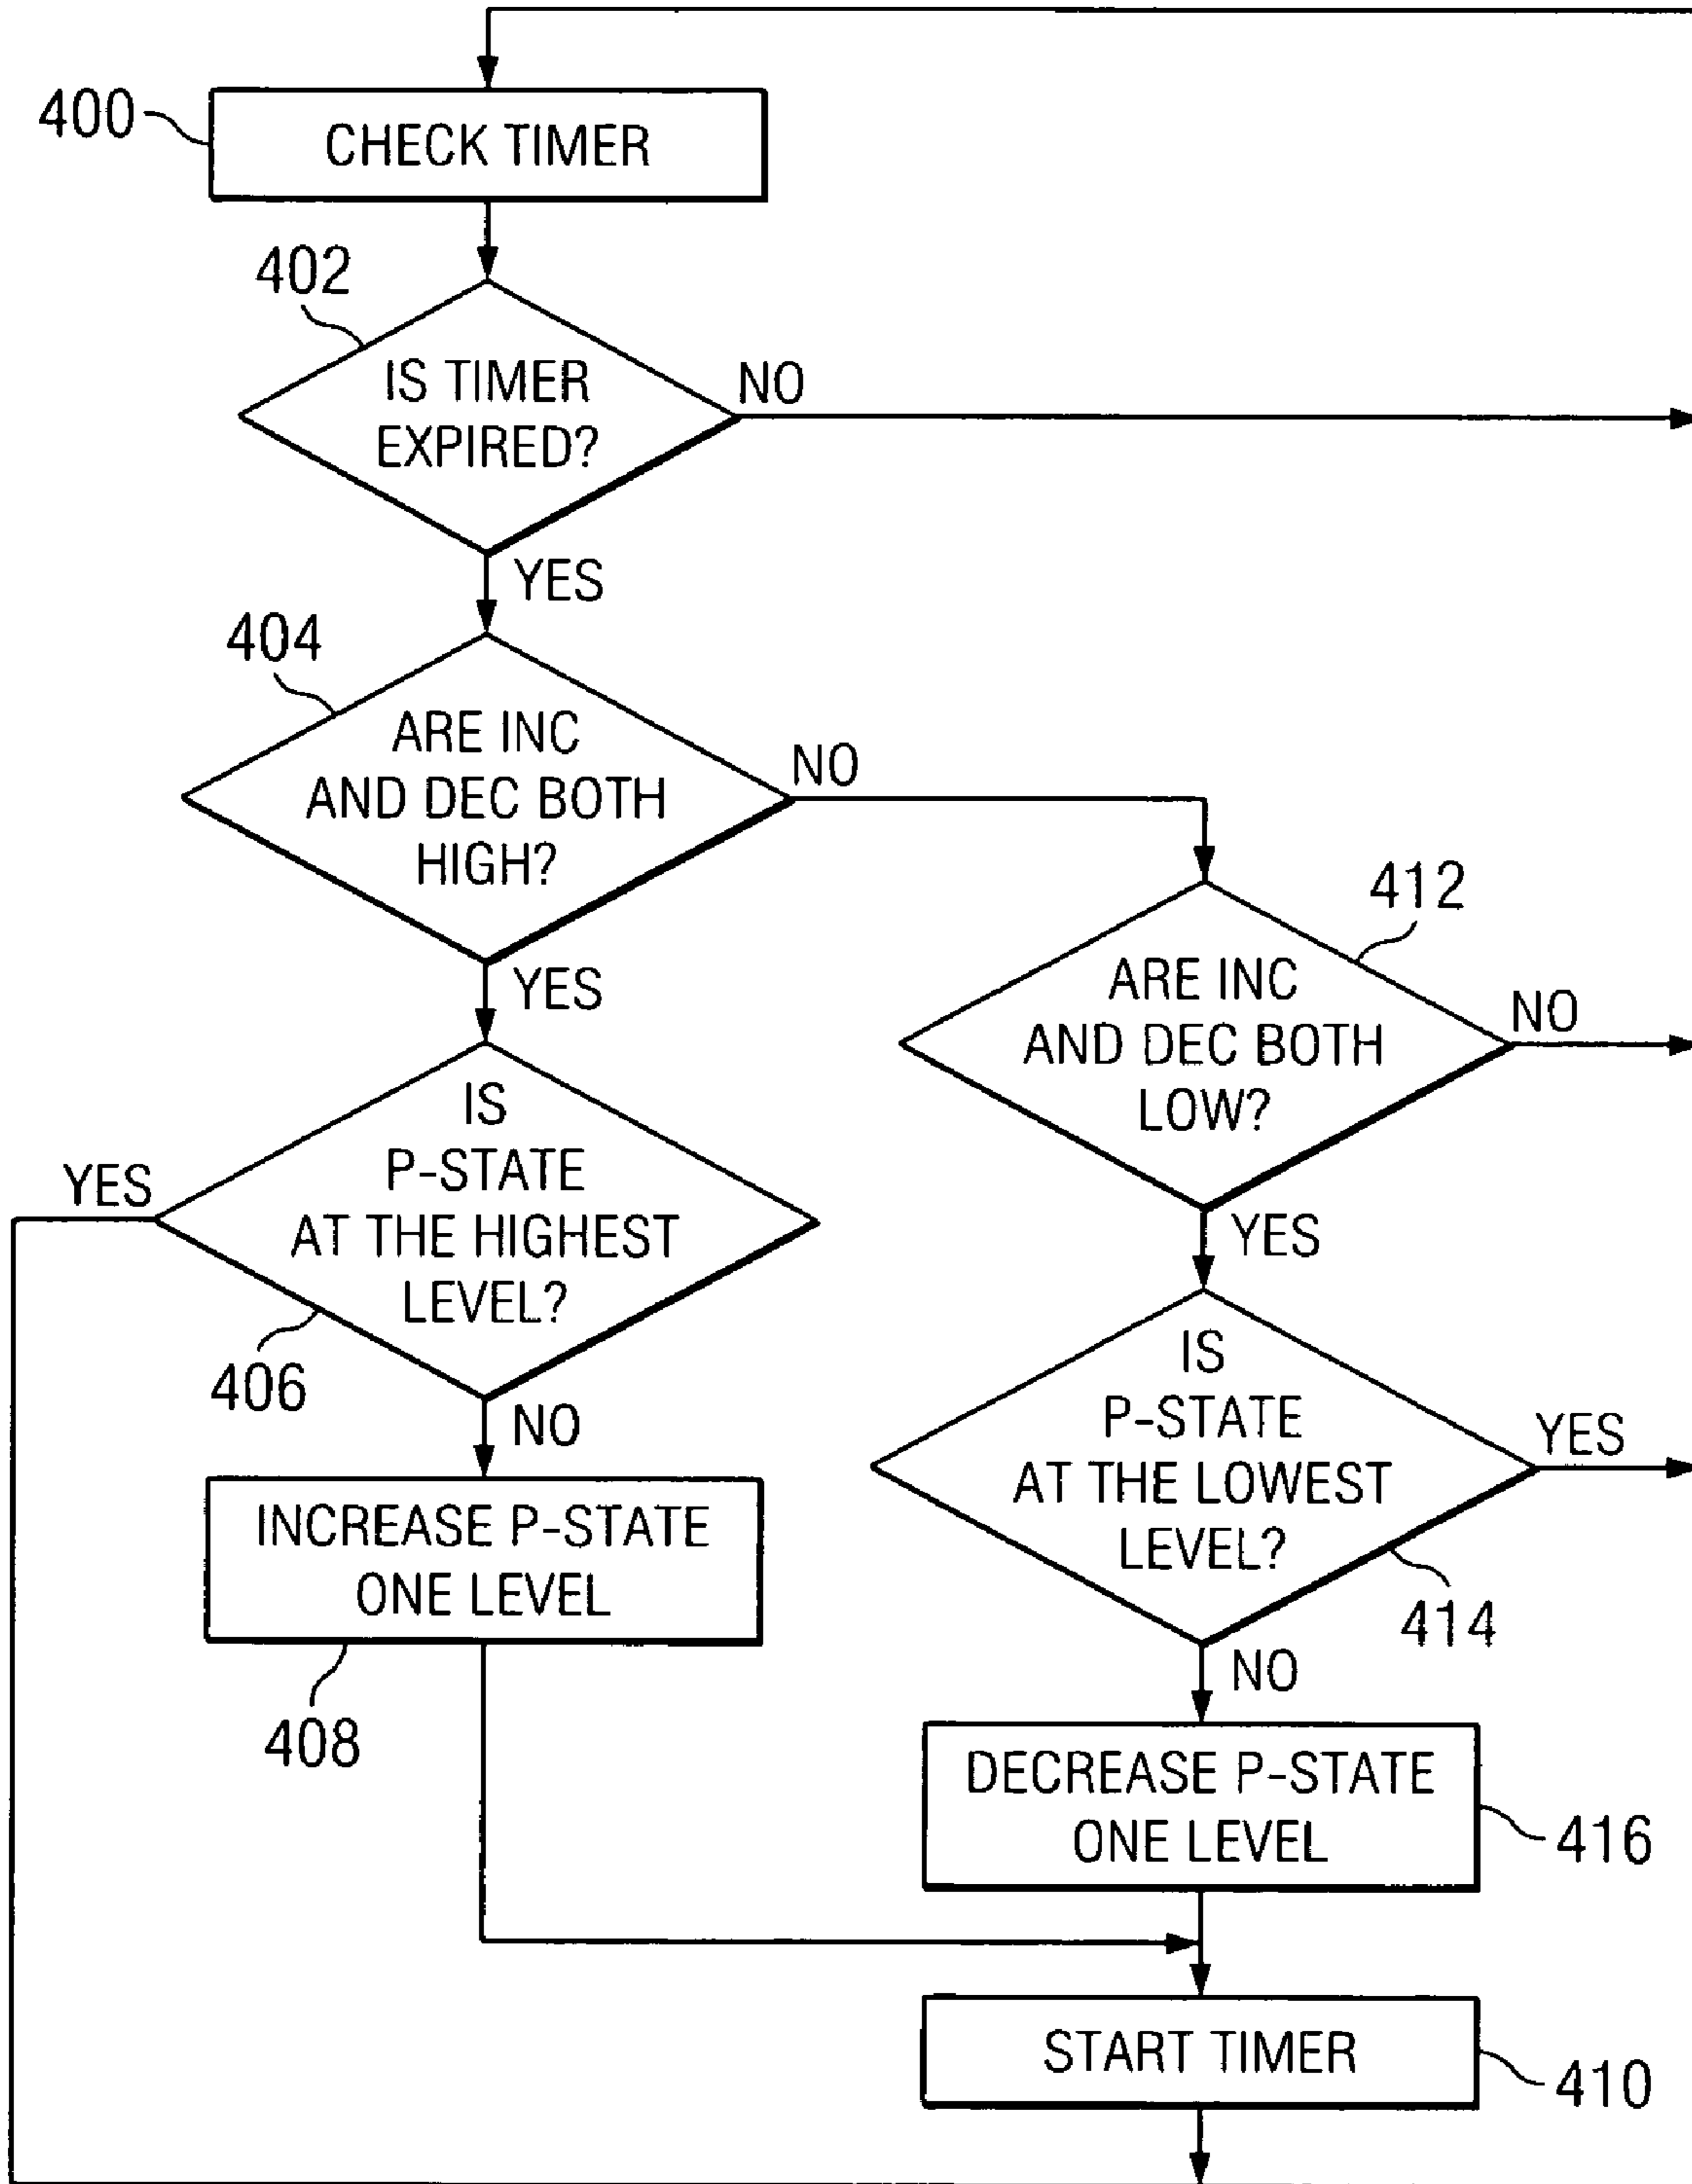 400
CHECK TIMER
402
IS TIMER
EXPIRED?
NO
YES
404
ARE INC
AND DEC BOTH
HIGH?
NO
YES
412
ARE INC
AND DEC BOTH
LOW?
NO
YES
IS
P-STATE
AT THE HIGHEST
LEVEL?
YES
406
NO
INCREASE P-STATE
ONE LEVEL
408
IS
P-STATE
AT THE LOWEST
LEVEL?
YES
414
NO
DECREASE P-STATE
ONE LEVEL
416
START TIMER
410